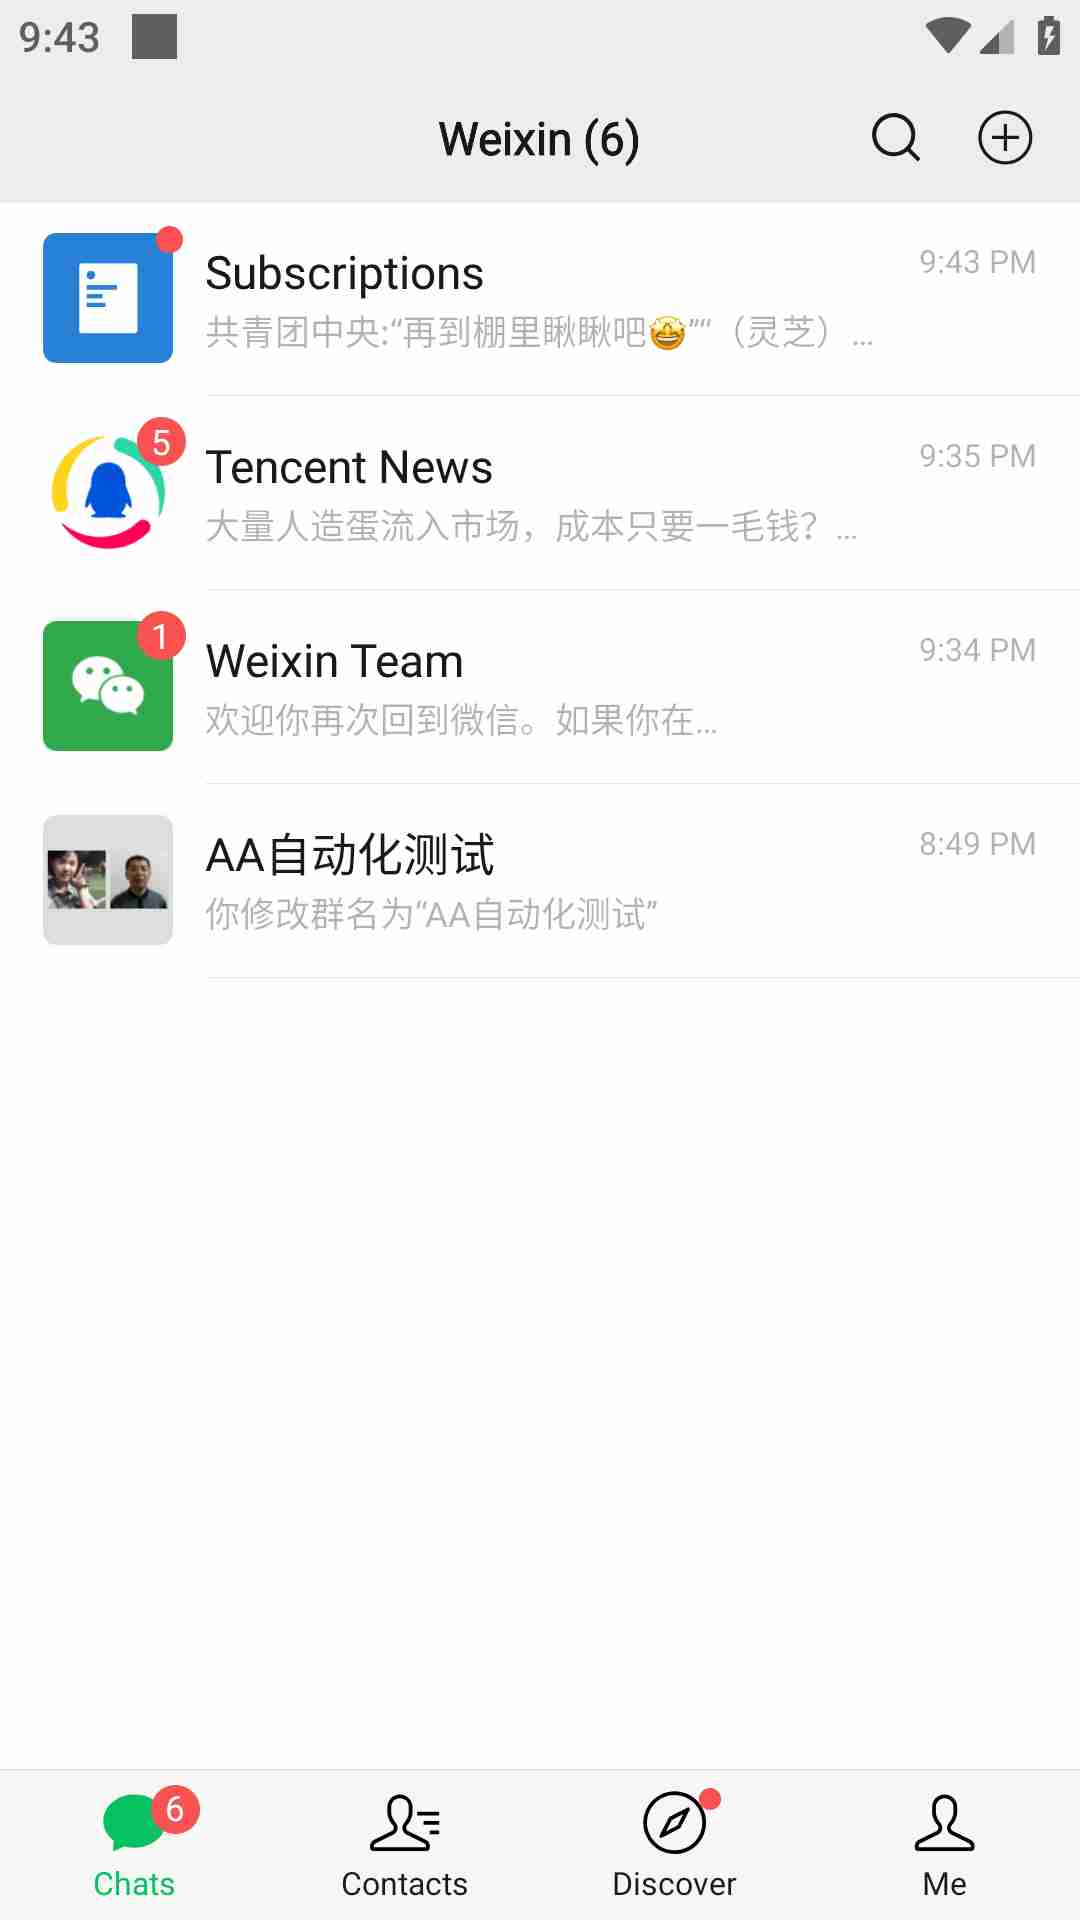 9:43
Weixin (6)
Subscriptions
9:43 PM
共青团中央:“再到棚里瞅瞅吧🤩”“（灵芝）...
5
Tencent News
9:35 PM
大量人造蛋流入市场，成本只要一毛钱？...
1
Weixin Team
9:34 PM
欢迎你再次回到微信。如果你在...
AA自动化测试
8:49 PM
你修改群名为“AA自动化测试”
6
Chats
Contacts
Discover
Me